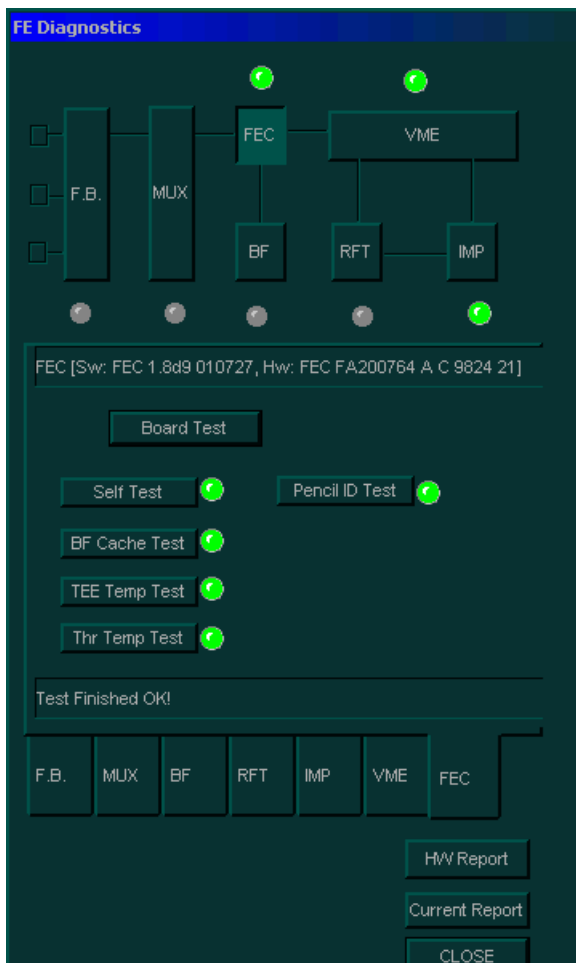 FE Diagnostics
FEC
VME
F.B.
MUX
BF
RFT
IMP
FEC [Sw: FEC 1.8d9 010727, Hw: FEC FA200764 A C 9824 21]
Board Test
Self Test
Pencil ID Test
BF Cache Test
TEE Temp Test
Thr Temp Test
Test Finished OK!
F.B.
MUX
BF
RFT
IMP
VME
FEC
HW Report
Current Report
CLOSE